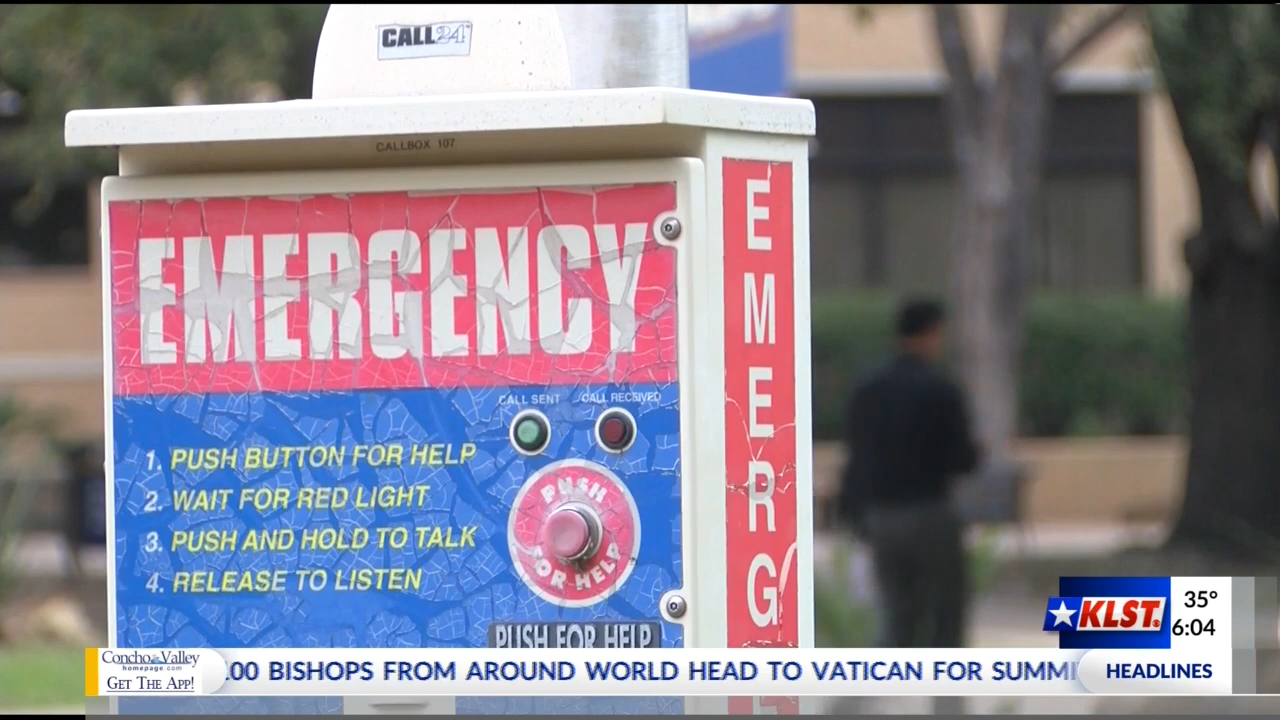 CALL24
CALLBOX 107
EMERGENCY
CALL SENT
CALL RECEIVED
1. PUSH BUTTON FOR HELP
2. WAIT FOR RED LIGHT
3. PUSH AND HOLD TO TALK
4. RELEASE TO LISTEN
PUSH
FOR HELP
PUSH FOR HELP
EMERG
KLST
35°
6:04
Concho Valley
homepage.com
GET THE APP!
00 BISHOPS FROM AROUND WORLD HEAD TO VATICAN FOR SUMMI
HEADLINES